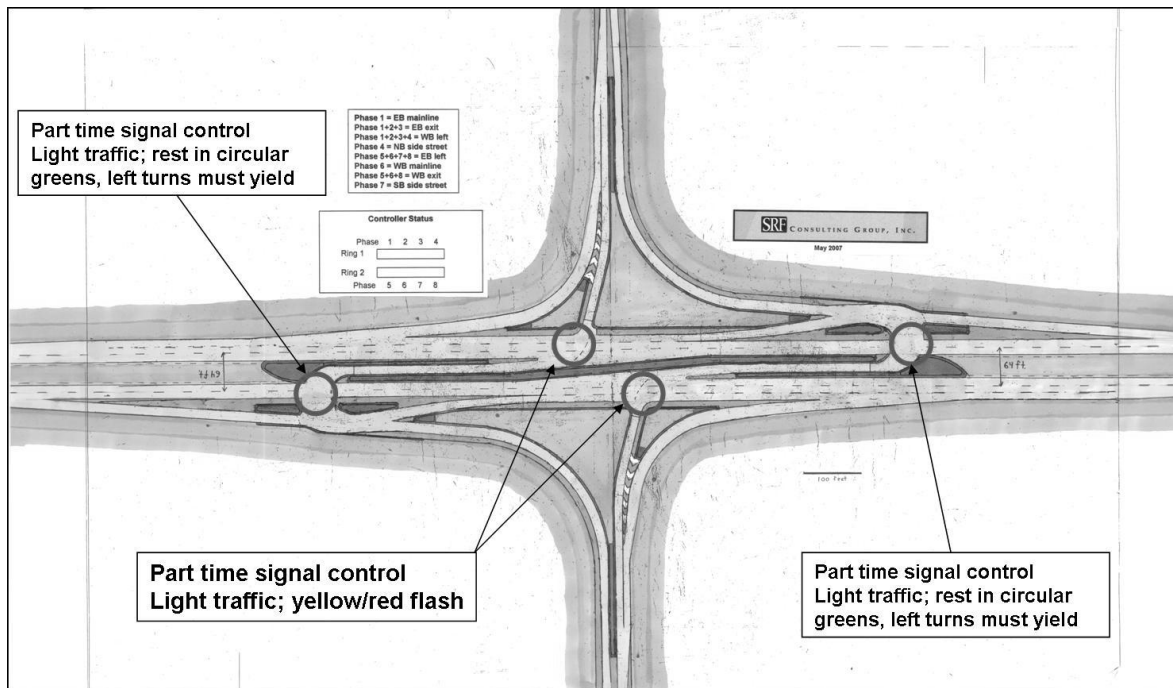 Part time signal control
Light traffic; rest in circular
greens, left turns must yield
Phase 1 = EB mainline
Phase 1+2+3 = EB exit
Phase 1+2+3+4 = WB left
Phase 4 = NB side street
Phase 5+6+7+8 = EB left
Phase 6 = WB mainline
Phase 5+6+8 = WB exit
Phase 7 = SB side street
Controller Status
Phase 1 2 3 4
Ring 1
Ring 2
Phase 5 6 7 8
SRF CONSULTING GROUP, INC.
May 2007
64 ft
64 ft
100 Feet
Part time signal control
Light traffic; yellow/red flash
Part time signal control
Light traffic; rest in circular
greens, left turns must yield